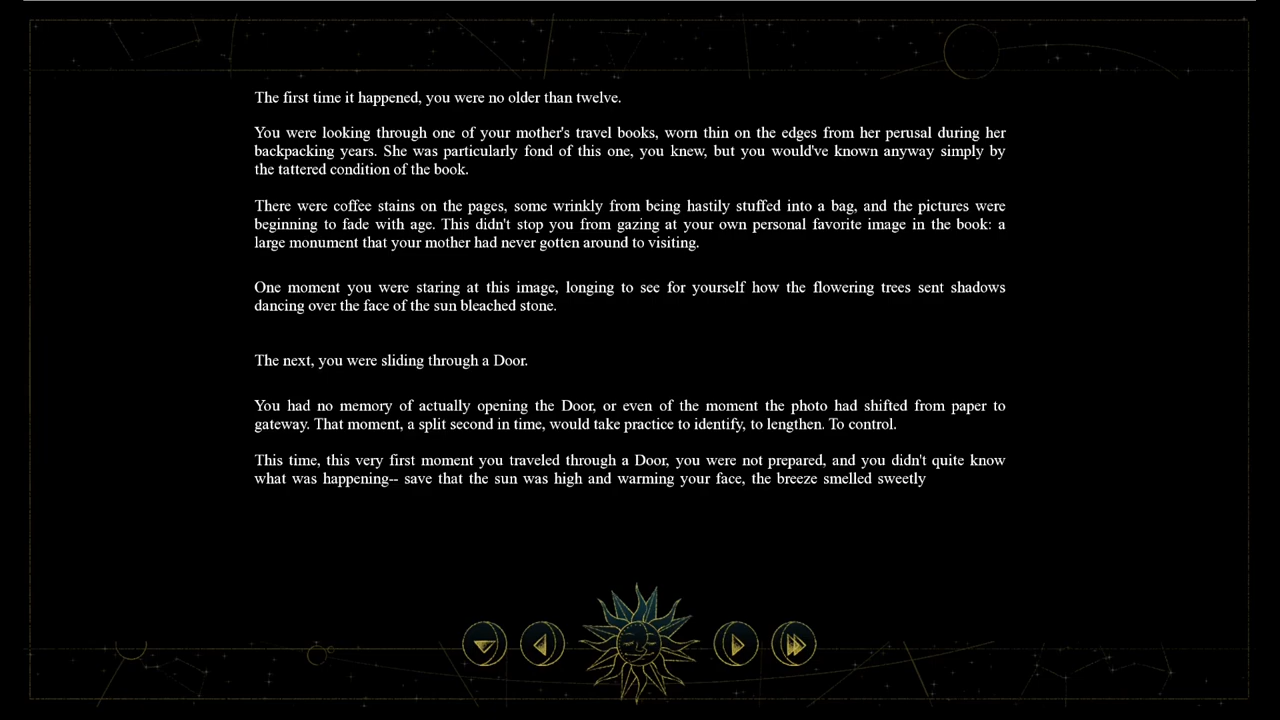 The first time it happened, you were no older than twelve.
You were looking through one of your mother's travel books, worn thin on the edges from her perusal during her
backpacking years. She was particularly fond of this one, you knew, but you would've known anyway simply by
the tattered condition of the book.
There were coffee stains on the pages, some wrinkly from being hastily stuffed into a bag, and the pictures were
beginning to fade with age. This didn't stop you from gazing at your own personal favorite image in the book: a
large monument that your mother had never gotten around to visiting.
One moment you were staring at this image, longing to see for yourself how the flowering trees sent shadows
dancing over the face of the sun bleached stone.
The next, you were sliding through a Door.
You had no memory of actually opening the Door, or even of the moment the photo had shifted from paper to
gateway. That moment, a split second in time, would take practice to identify, to lengthen. To control.
This time, this very first moment you traveled through a Door, you were not prepared, and you didn't quite know
what was happening-- save that the sun was high and warming your face, the breeze smelled sweetly